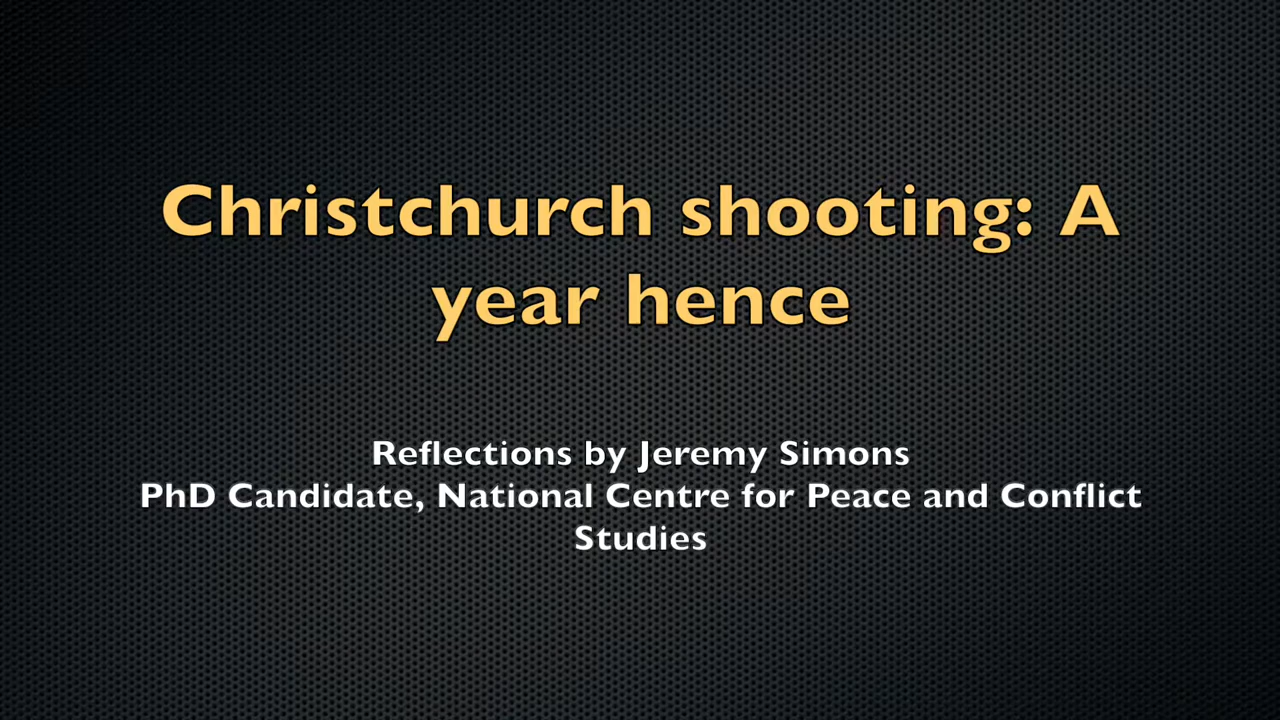 Christchurch shooting: A
year hence
Reflections by Jeremy Simons
PhD Candidate, National Centre for Peace and Conflict
Studies